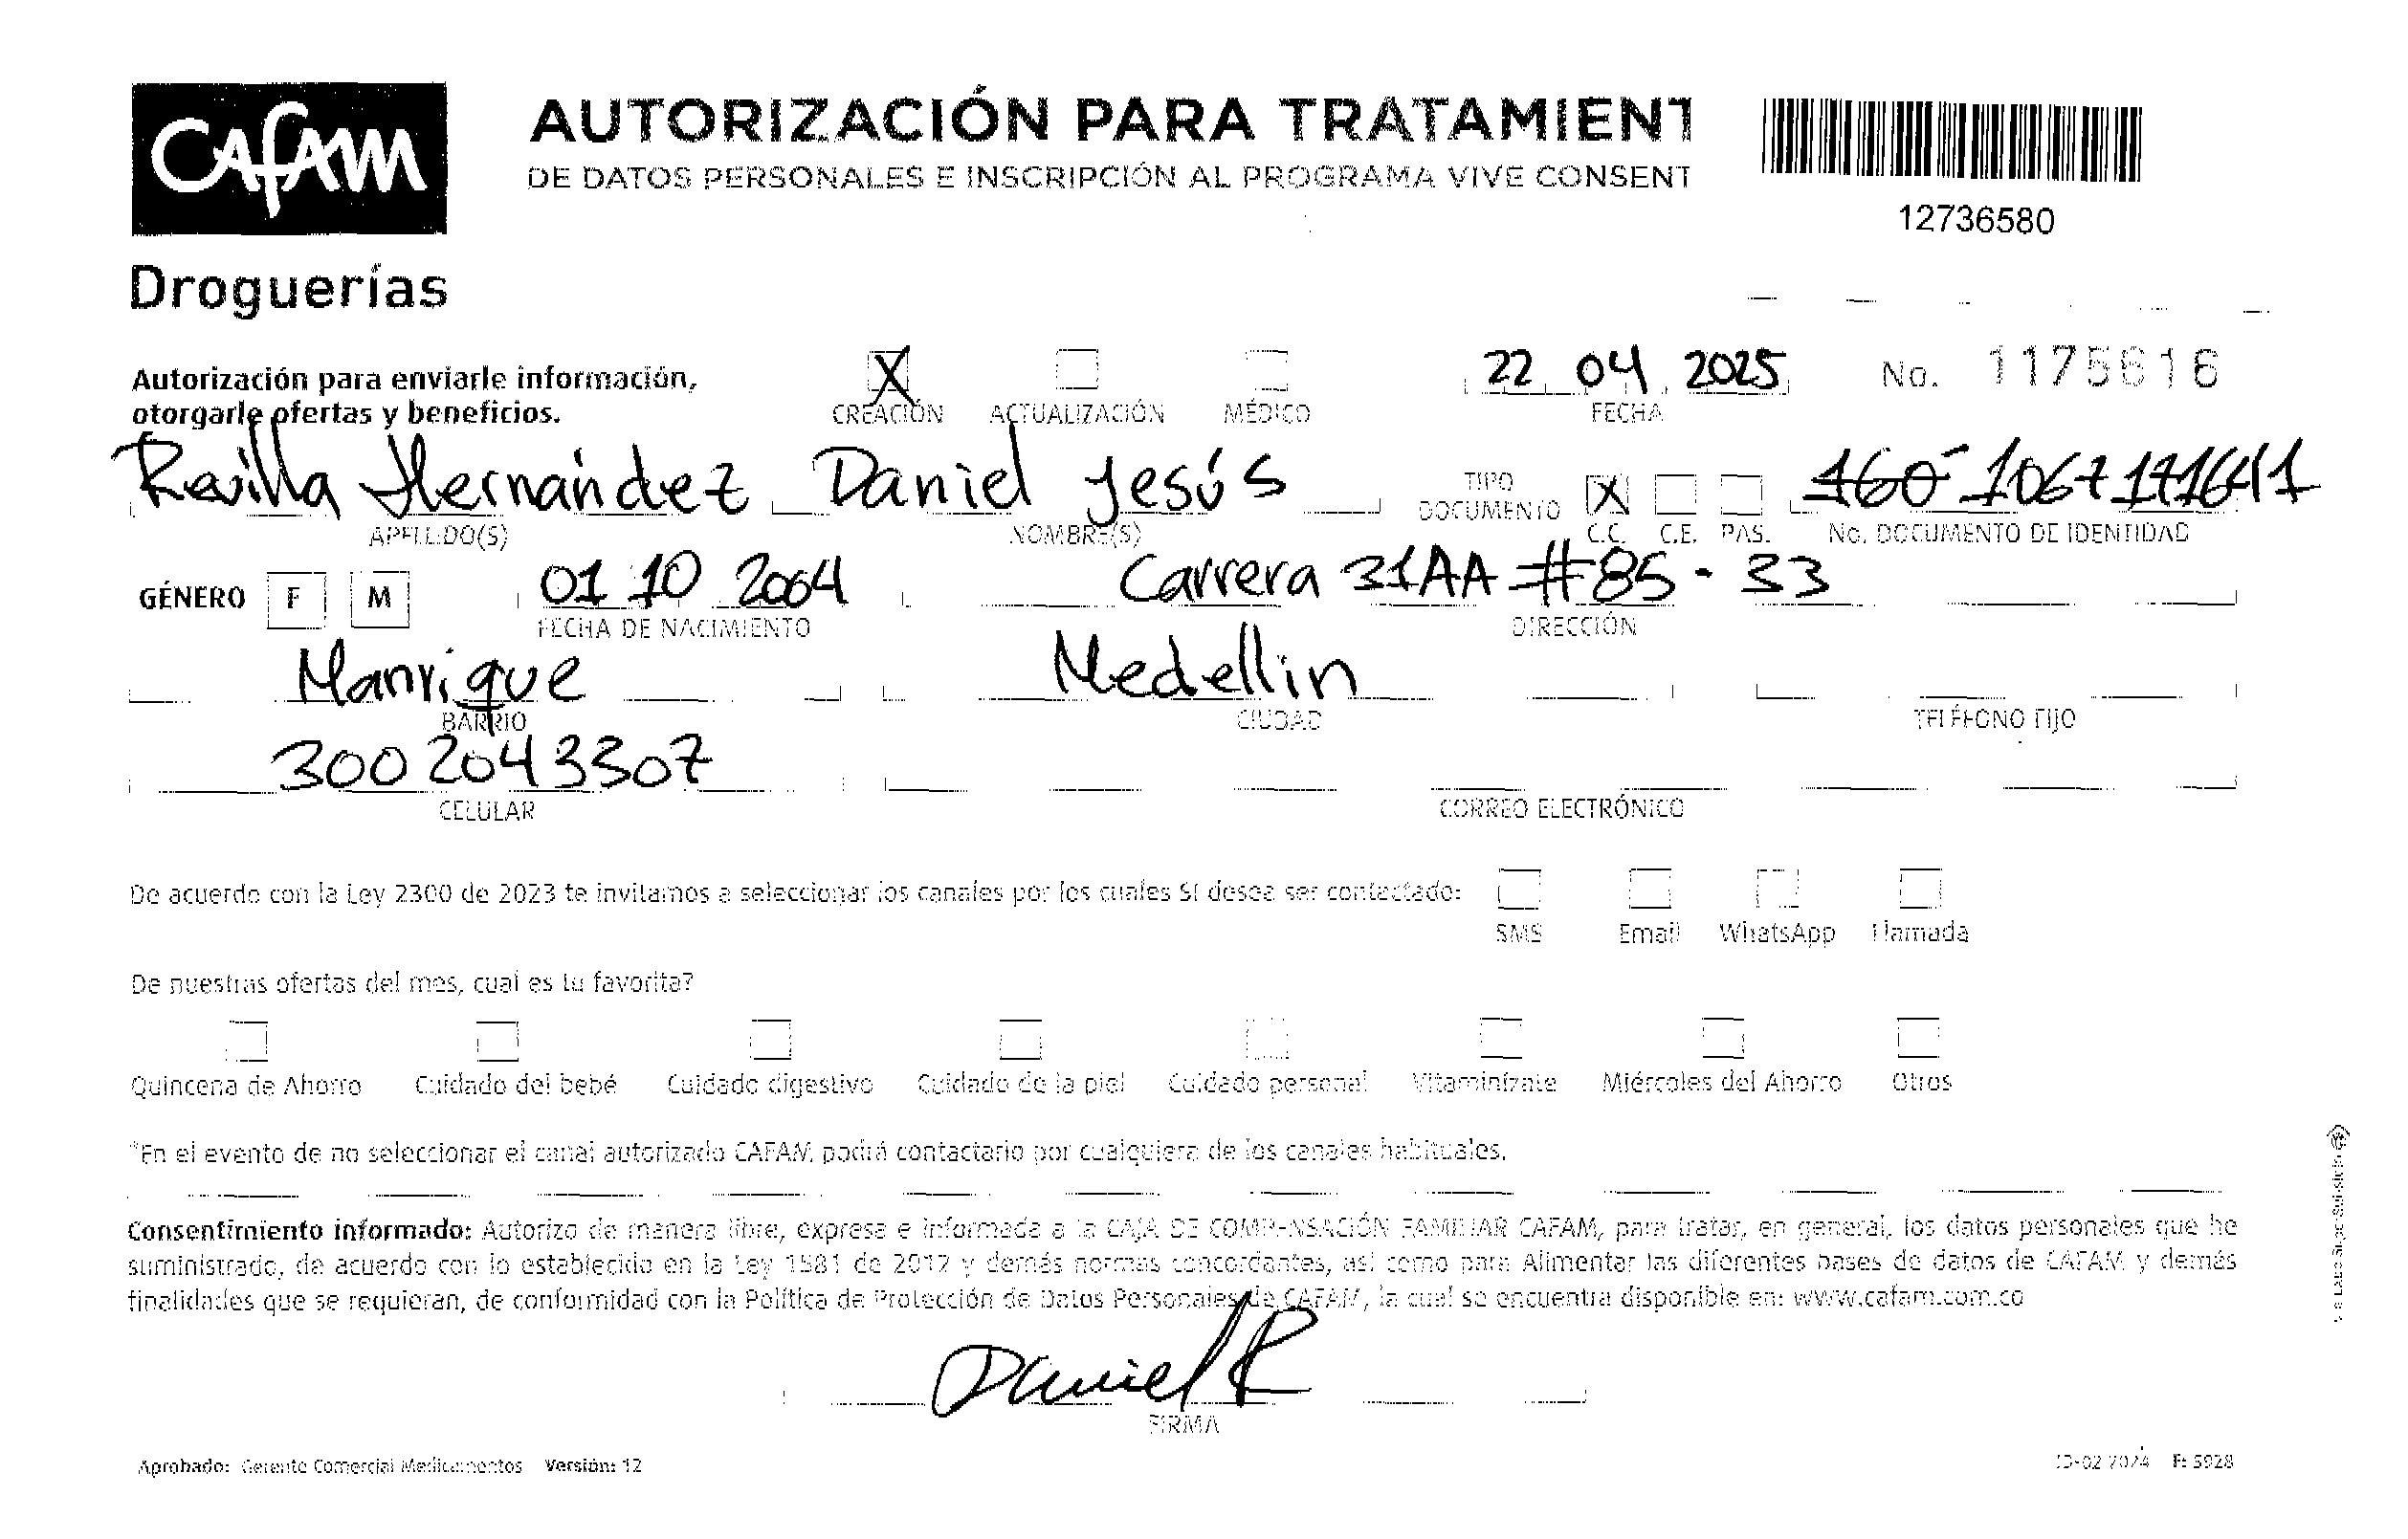 CAFAM
Droguerías
AUTORIZACIÓN PARA TRATAMIENT
DE DATOS PERSONALES E INSCRIPCIÓN AL PROGRAMA VIVE CONSENT
12736580
Autorización para enviarle información,
otorgarle ofertas y beneficios.
X
CREACIÓN ACTUALIZACIÓN MÉDICO
22 04 2025
FECHA
No. 1175616
Revilla Hernández Daniel Jesús
APELLIDO(S) NOMBRE(S)
TIPO DOCUMENTO X
C.C. C.E. PAS. No. DOCUMENTO DE IDENTIDAD
GÉNERO F M 01 10 2004 Carrera 31AA #85-33
FECHA DE NACIMIENTO DIRECCIÓN
Manrique Medellin
BARRIO CIUDAD TELÉFONO FIJO
300 2043307
CELULAR CORREO ELECTRÓNICO
De acuerdo con la Ley 2300 de 2023 te invitamos a seleccionar los canales por los cuales SÍ desea ser contactado:
SMS Email WhatsApp Llamada
De nuestras ofertas del mes, cual es tu favorita?
Quincena de Ahorro Cuidado del bebé Cuidado digestivo Cuidado de la piel Cuidado personal Vitaminízate Miércoles del Ahorro Otros
*En el evento de no seleccionar el canal autorizado CAFAM podrá contactarlo por cualquiera de los canales habituales.
Consentimiento informado: Autorizo de manera libre, expresa e informada a la CAJA DE COMPENSACIÓN FAMILIAR CAFAM, para tratar, en general, los datos personales que he
suministrado, de acuerdo con lo establecido en la Ley 1581 de 2012 y demás normas concordantes, así como para Alimentar las diferentes bases de datos de CAFAM y demás
finalidades que se requieran, de conformidad con la Política de Protección de Datos Personales de CAFAM, la cual se encuentra disponible en: www.cafam.com.co
Daniel R
FIRMA
Aprobado: Gerente Comercial Medicamentos Versión: 12
F: 5928